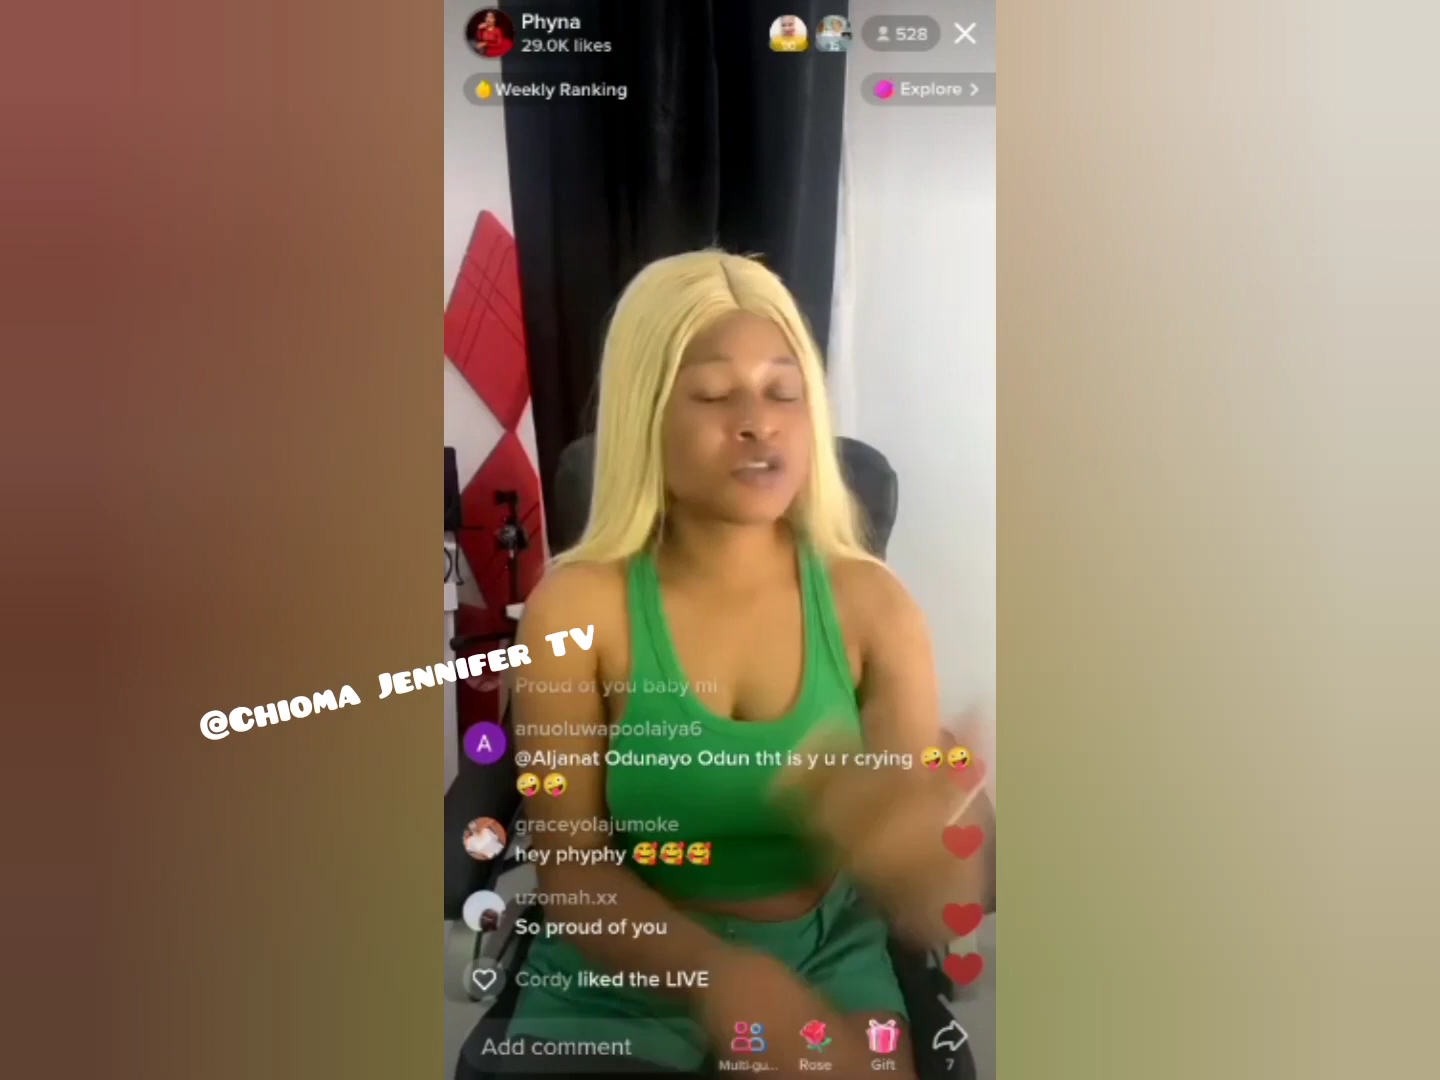 Phyna
29.0K likes
528
Weekly Ranking
Explore >
@Chioma Jennifer TV
Proud of you baby mi
A
anuoluwapoolaiya6
@Aljanat Odunayo Odun tht is y u r crying 🤪🤪
🤪🤪
graceyolajumoke
hey phyphy 🥰🥰🥰
uzomah.xx
So proud of you
Cordy liked the LIVE
Add comment
Multi-gu...
Rose
Gift
7